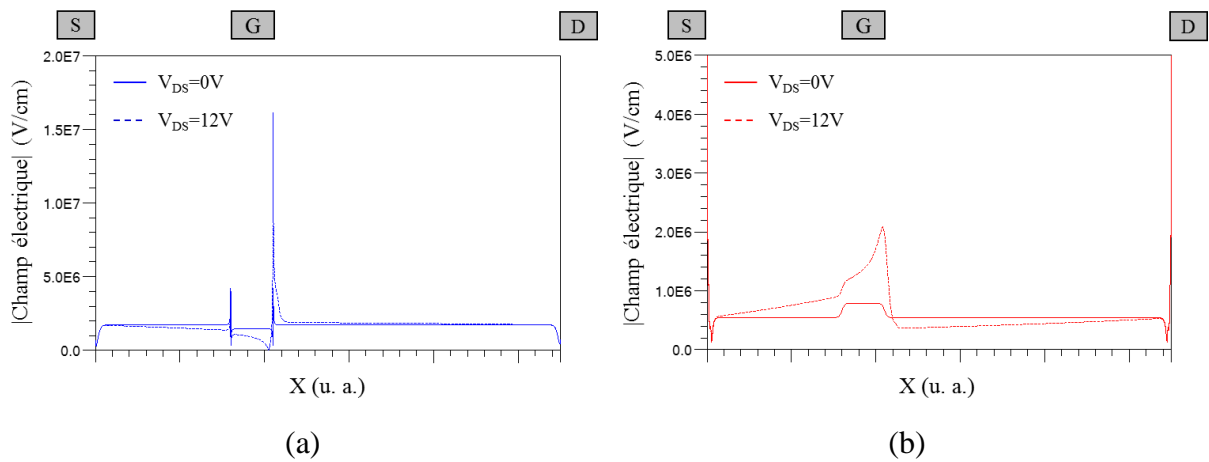 S G D
|Champ électrique| (V/cm)
2.0E7
1.5E7
1.0E7
5.0E6
0.0
V_DS=0V
V_DS=12V
X (u. a.)
(a)
S G D
|Champ électrique| (V/cm)
5.0E6
4.0E6
3.0E6
2.0E6
1.0E6
0.0
V_DS=0V
V_DS=12V
X (u. a.)
(b)